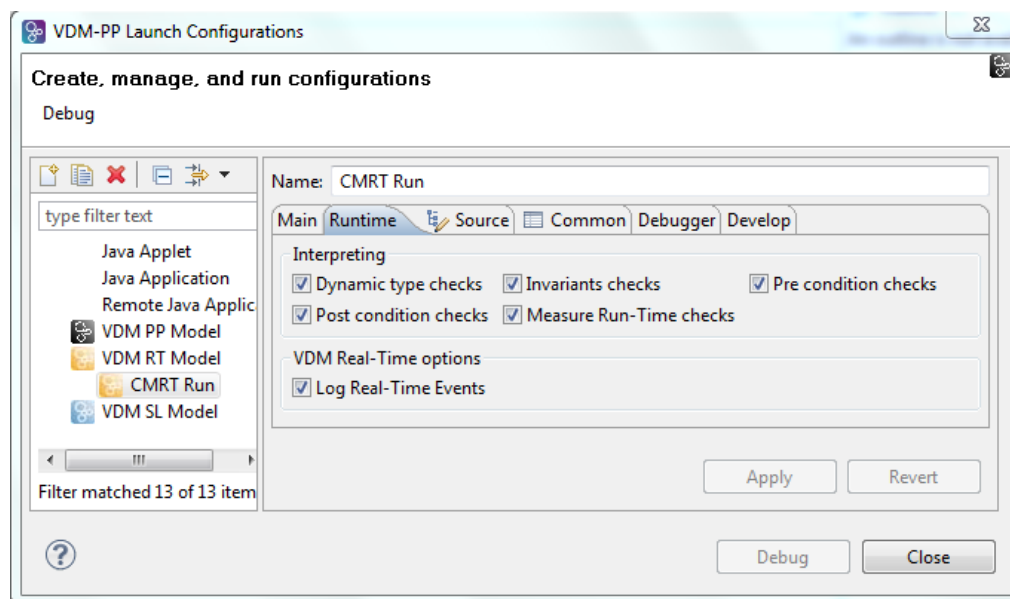 VDM-PP Launch Configurations
Create, manage, and run configurations
Debug
type filter text
Java Applet
Java Application
Remote Java Applic
VDM PP Model
VDM RT Model
CMRT Run
VDM SL Model
Filter matched 13 of 13 item
Name: CMRT Run
Main Runtime Source Common Debugger Develop
Interpreting
Dynamic type checks Invariants checks Pre condition checks
Post condition checks Measure Run-Time checks
VDM Real-Time options
Log Real-Time Events
Apply Revert
? Debug Close